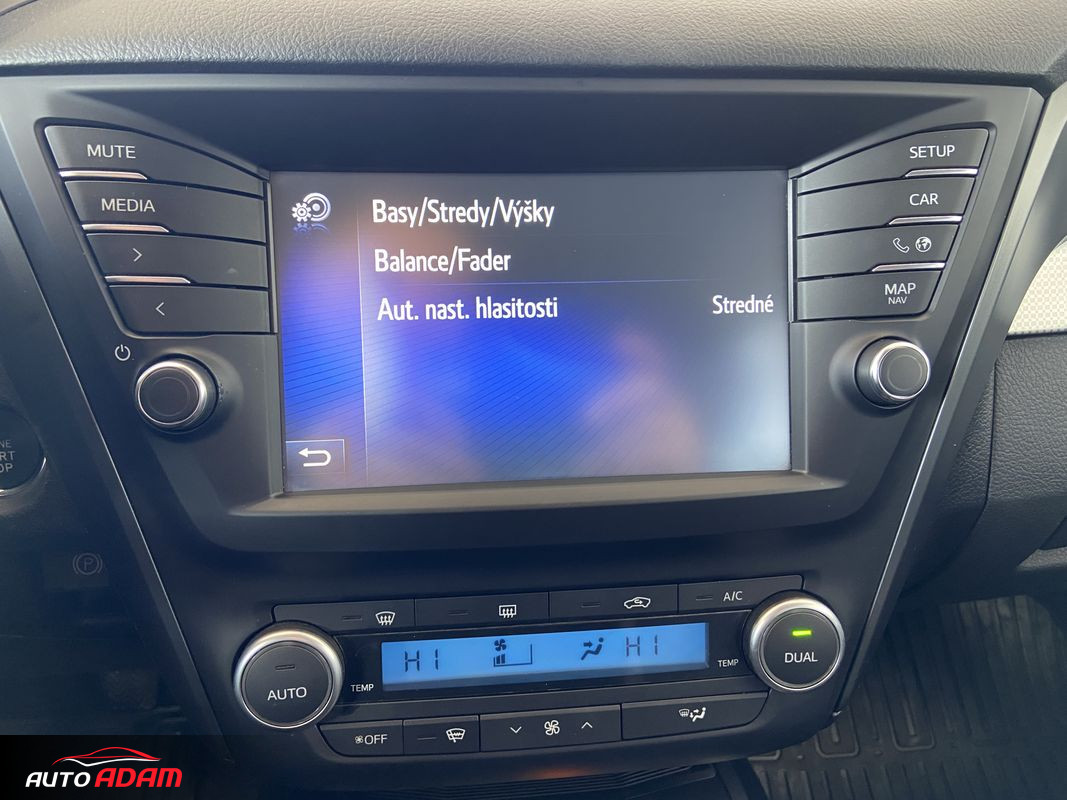 MUTE
MEDIA
SETUP
CAR
MAP
NAV
Basy/Stredy/Výšky
Balance/Fader
Aut. nast. hlasitosti Stredné
A/C
HI HI
TEMP TEMP
AUTO
DUAL
OFF
AUTO ADAM